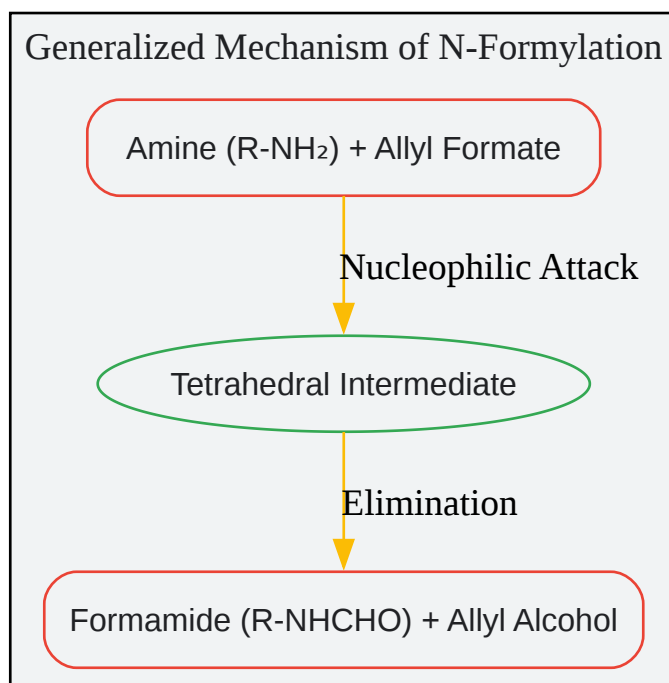 Generalized Mechanism of N-Formylation
Amine (R-NH₂) + Allyl Formate
Nucleophilic Attack
Tetrahedral Intermediate
Elimination
Formamide (R-NHCHO) + Allyl Alcohol